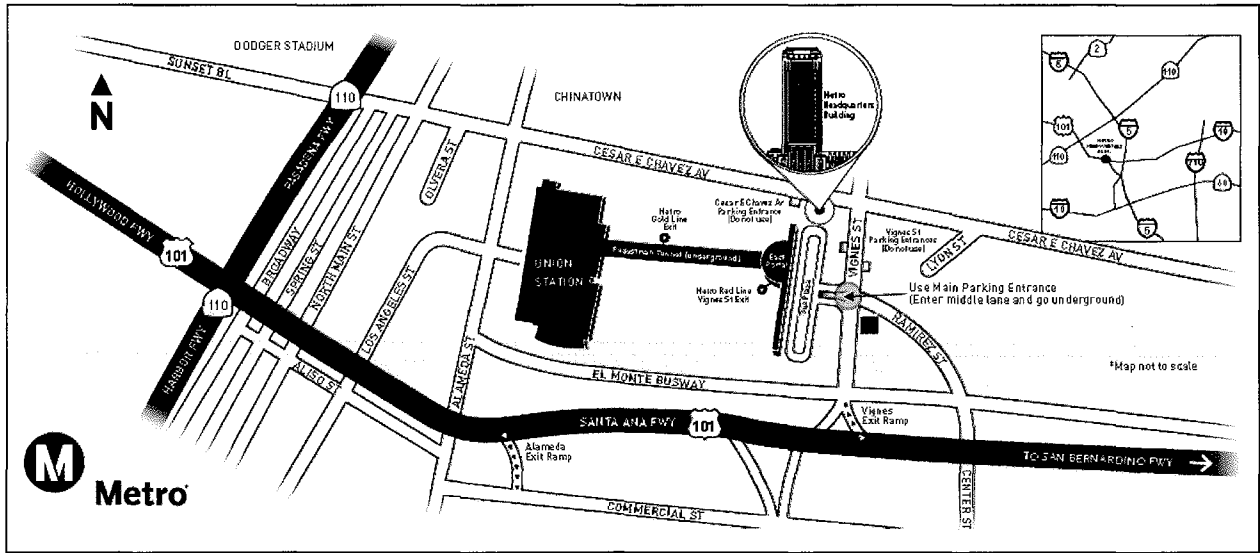 DODGER STADIUM
SUNSET BL
N
110
PASADENA FWY
CHINATOWN
OLVERA ST
CESAR E CHAVEZ AV
Metro
Headquarters
Building
2
5
110
101
5
10
110
710
60
10
5
HOLLYWOOD FWY
101
BROADWAY
SPRING ST
NORTH MAIN ST
LOS ANGELES ST
110
HARBOR FWY
ALISO ST
ALAMEDA ST
UNION
STATION
Metro
Gold Line
Exit
Pedestrian Tunnel (underground)
East
Portal
Cesar E Chavez Av
Parking Entrance
(Do not use)
Metro Red Line
Vignes St Exit
Bus Plaza
VIGNES ST
Vignes St
Parking Entrances
(Do not use)
LYON ST
CESAR E CHAVEZ AV
Use Main Parking Entrance
(Enter middle lane and go underground)
RAMIREZ ST
*Map not to scale
EL MONTE BUSWAY
SANTA ANA FWY
101
Vignes
Exit Ramp
Alameda
Exit Ramp
TO SAN BERNARDINO FWY
CENTER ST
COMMERCIAL ST
M
Metro